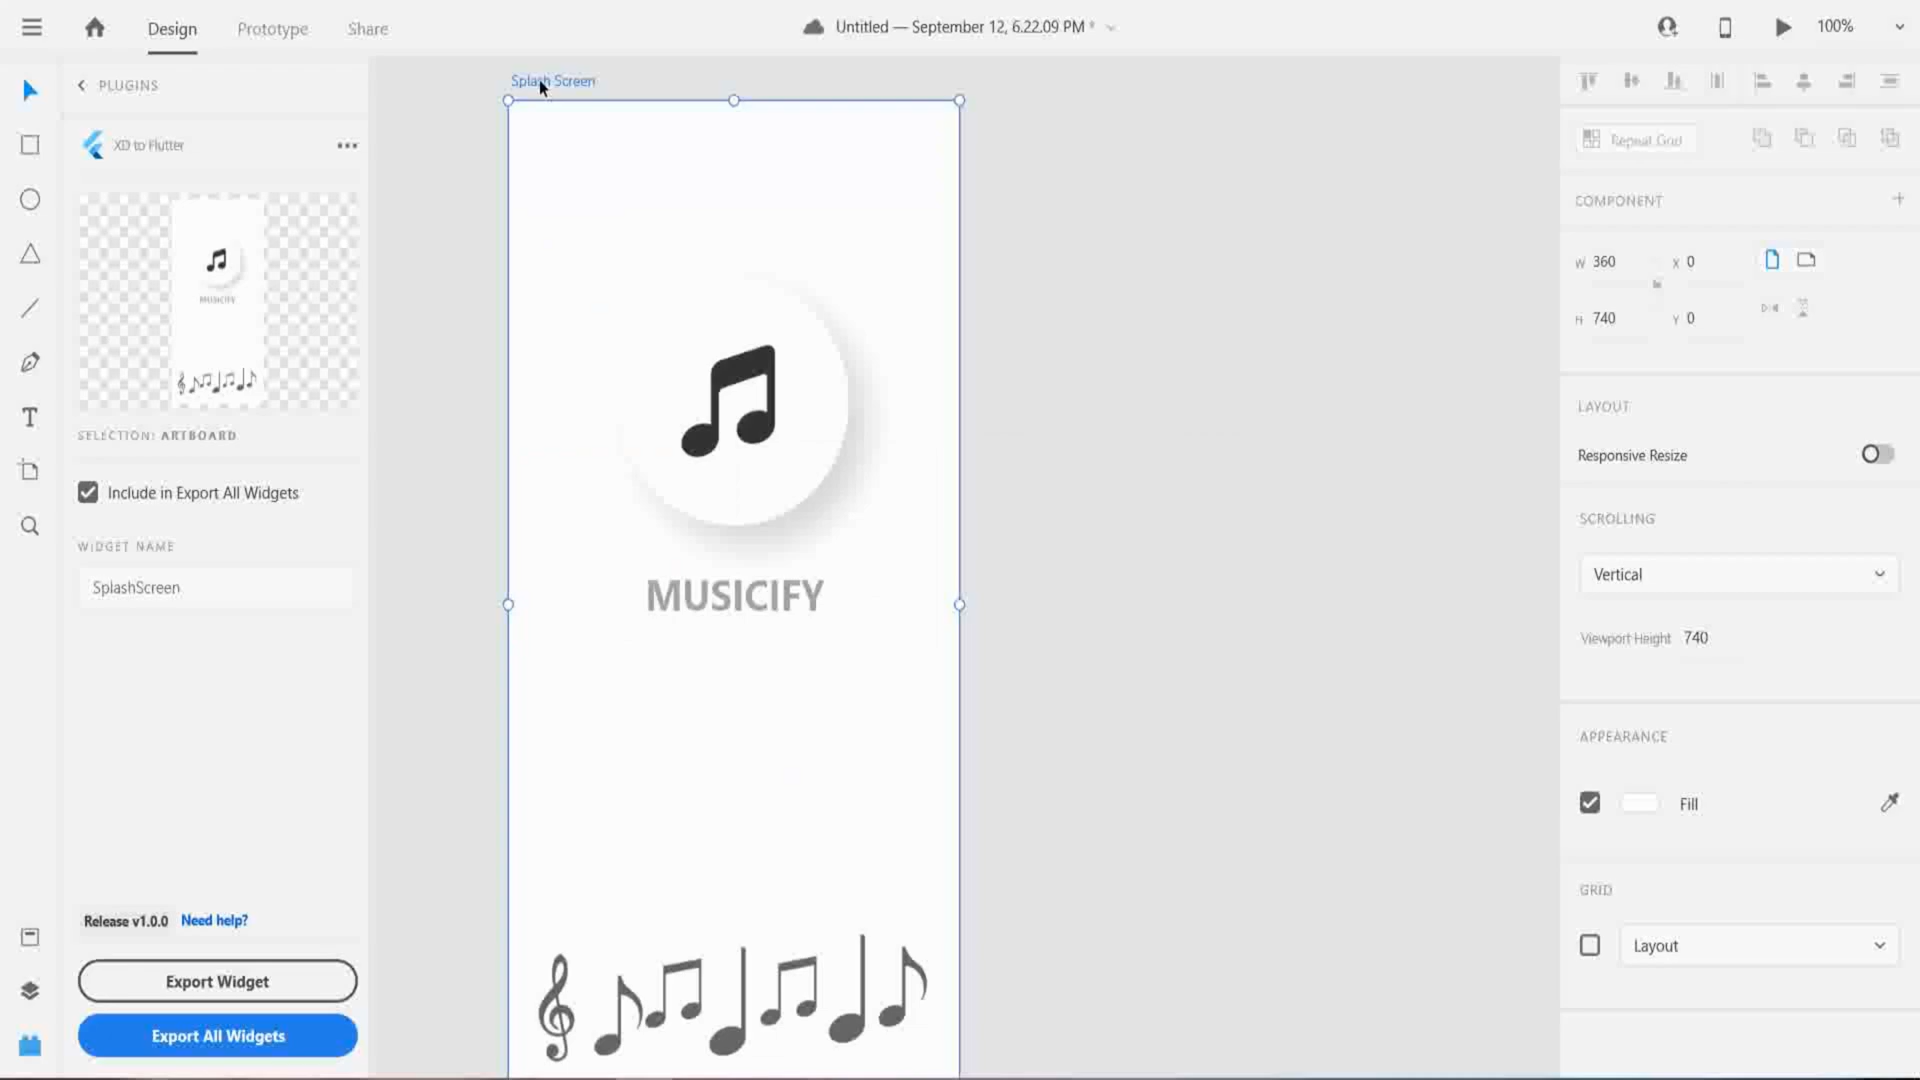 Design
Prototype
Share
Untitled — September 12, 6.22.09 PM *
100%
PLUGINS
XD to Flutter
MUSICIFY
SELECTION: ARTBOARD
Include in Export All Widgets
WIDGET NAME
SplashScreen
Release v1.0.0 Need help?
Export Widget
Export All Widgets
Splash Screen
MUSICIFY
Repeat Grid
COMPONENT
W 360 X 0
H 740 Y 0
LAYOUT
Responsive Resize
SCROLLING
Vertical
Viewport Height 740
APPEARANCE
Fill
GRID
Layout